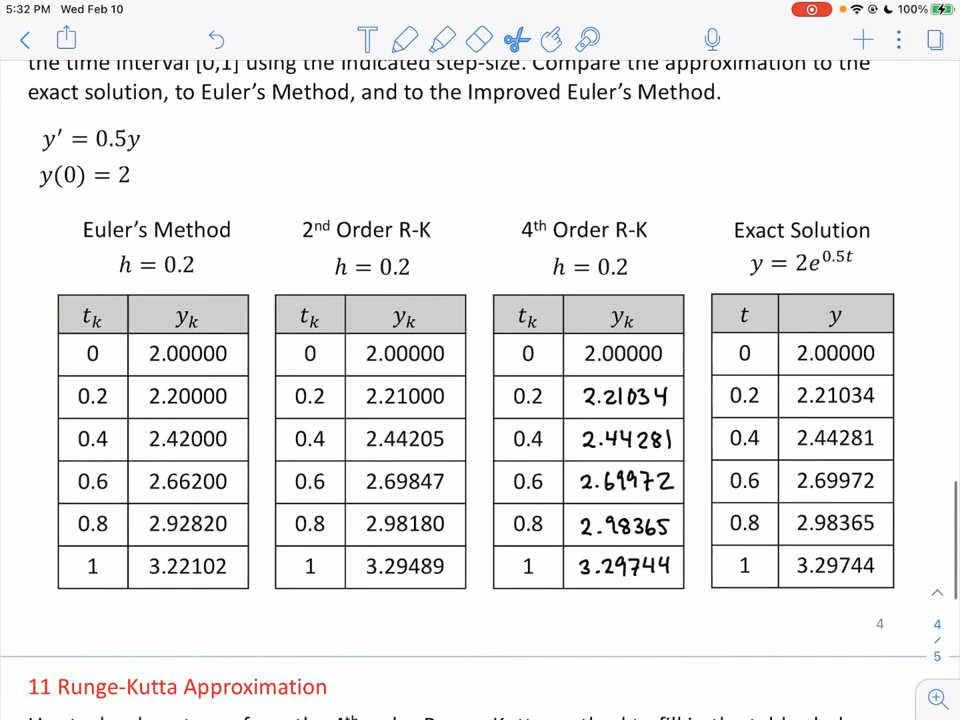 5:32 PM Wed Feb 10 100%
the time interval [0,1] using the indicated step-size. Compare the approximation to the
exact solution, to Euler's Method, and to the Improved Euler's Method.
y′ = 0.5y
y(0) = 2
Euler's Method 2nd Order R-K 4th Order R-K Exact Solution
h = 0.2 h = 0.2 h = 0.2 y = 2e^0.5t
t_k y_k t_k y_k t_k y_k t y
0 2.00000 0 2.00000 0 2.00000 0 2.00000
0.2 2.20000 0.2 2.21000 0.2 2.21034 0.2 2.21034
0.4 2.42000 0.4 2.44205 0.4 2.44281 0.4 2.44281
0.6 2.66200 0.6 2.69847 0.6 2.69972 0.6 2.69972
0.8 2.92820 0.8 2.98180 0.8 2.98365 0.8 2.98365
1 3.22102 1 3.29489 1 3.29744 1 3.29744
4
4
/
5
11 Runge-Kutta Approximation